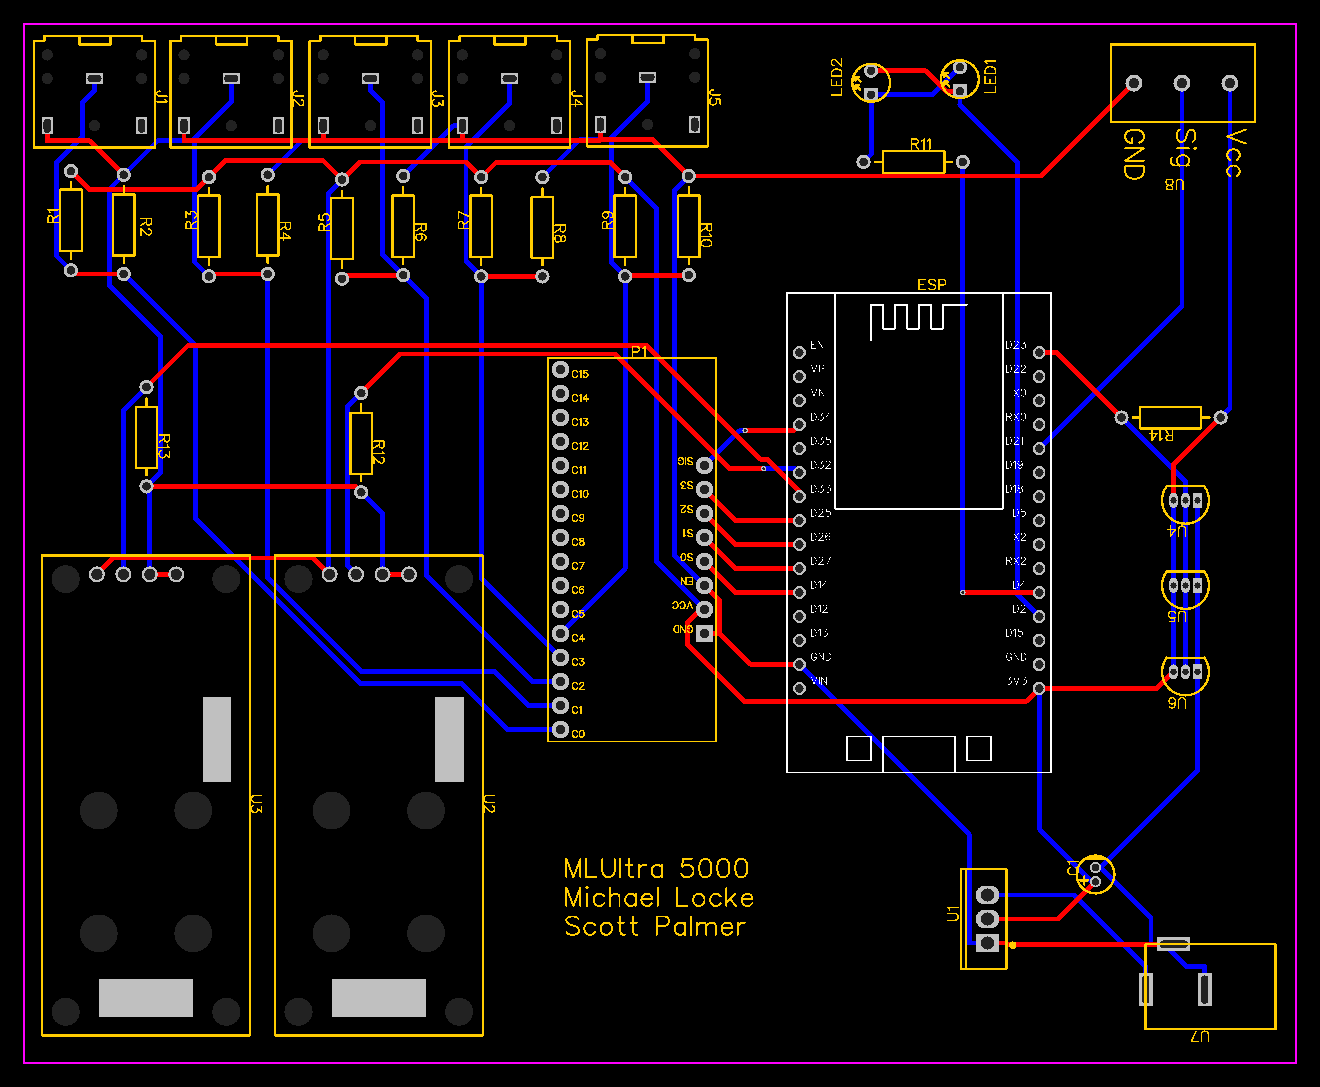 LED2
LED1
J1
J2
J3
J4
J5
GND
Sig
Vcc
U8
R11
R1
R2
R3
R4
R5
R6
R7
R8
R9
R10
ESP
P1
EN
VP
VN
D34
D35
D32
D33
D25
D26
D27
D14
D12
D13
GND
VIN
D23
D22
X0
RX0
D21
D19
D18
D5
X2
RX2
D4
D2
D15
GND
3V3
C15
C14
C13
C12
C11
C10
C9
C8
C7
C6
C5
C4
C3
C2
C1
C0
SIG
S3
S2
S1
S0
EN
VCC
GND
R13
R12
R14
U4
U5
U6
U3
U2
MLUltra 5000
Michael Locke
Scott Palmer
C1
+
U1
U7